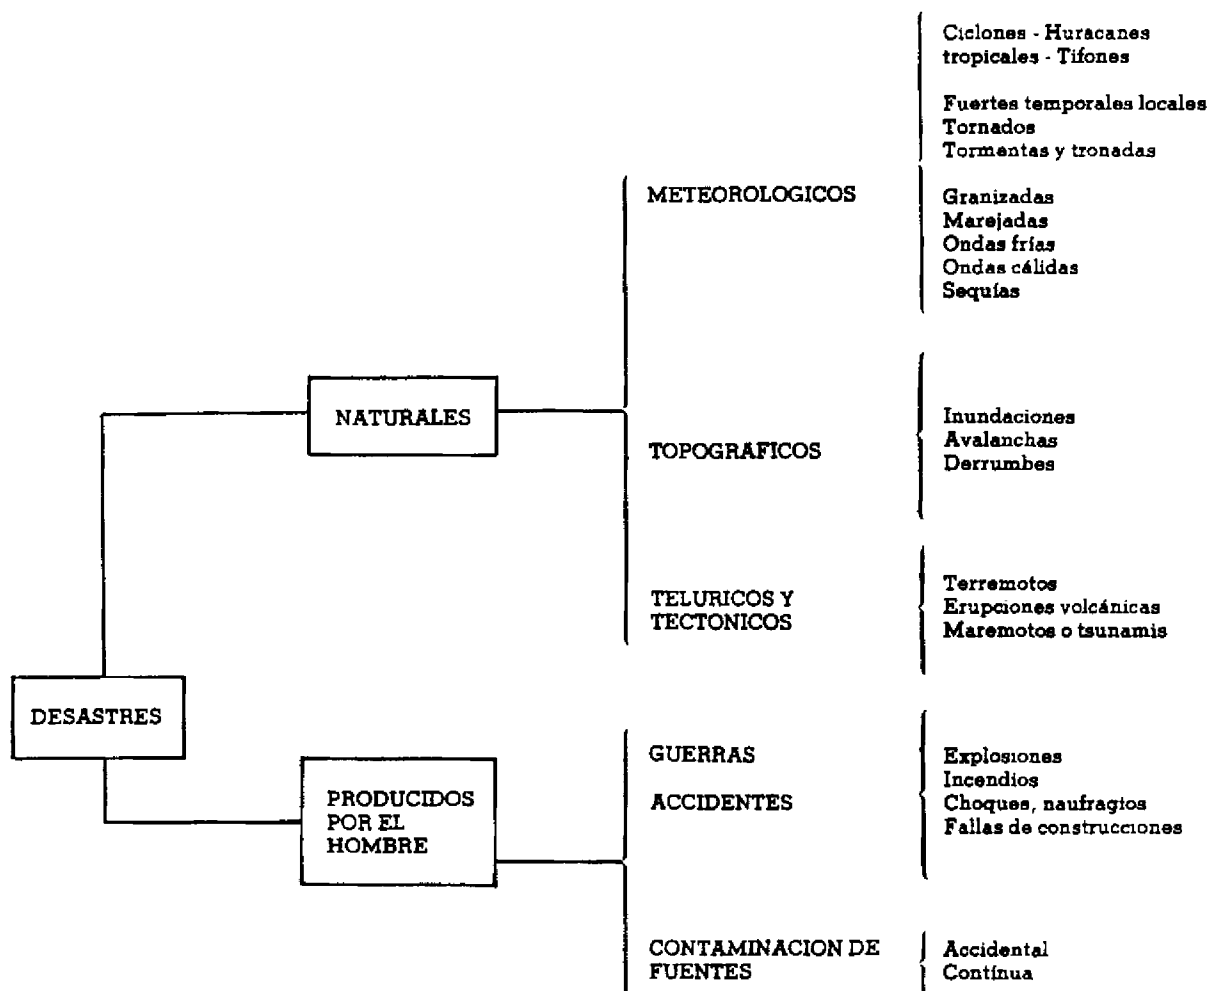 DESASTRES
NATURALES
METEOROLOGICOS
Ciclones - Huracanes
tropicales - Tifones
Fuertes temporales locales
Tornados
Tormentas y tronadas
Granizadas
Marejadas
Ondas frías
Ondas cálidas
Sequías
TOPOGRAFICOS
Inundaciones
Avalanchas
Derrumbes
TELURICOS Y
TECTONICOS
Terremotos
Erupciones volcánicas
Maremotos o tsunamis
PRODUCIDOS
POR EL
HOMBRE
GUERRAS
ACCIDENTES
Explosiones
Incendios
Choques, naufragios
Fallas de construcciones
CONTAMINACION DE
FUENTES
Accidental
Contínua